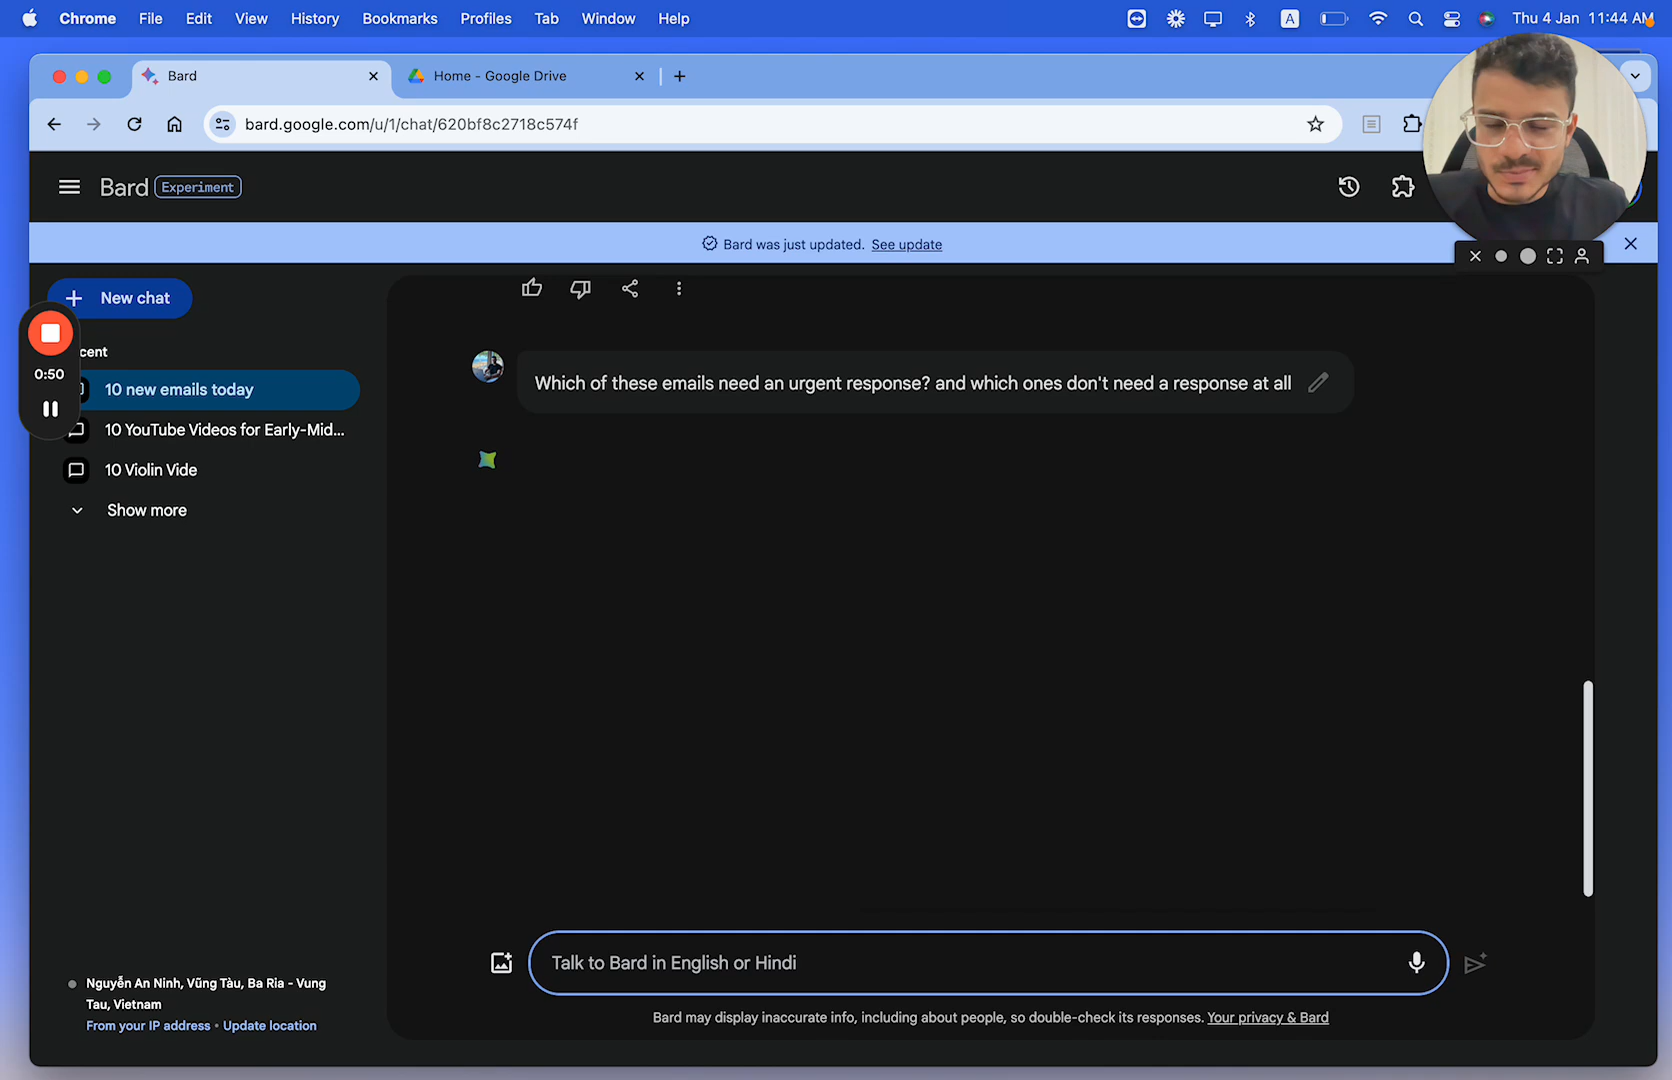 Chrome File Edit View History Bookmarks Profiles Tab Window Help A Thu 4 Jan 11:44 AM
Bard Home - Google Drive
bard.google.com/u/1/chat/620bf8c2718c574f
Bard Experiment
Bard was just updated. See update
New chat
cent
0:50
10 new emails today
10 YouTube Videos for Early-Mid...
10 Violin Vide
Show more
Which of these emails need an urgent response? and which ones don't need a response at all
Talk to Bard in English or Hindi
Nguyễn An Ninh, Vũng Tàu, Ba Ria - Vung
Tau, Vietnam
From your IP address • Update location
Bard may display inaccurate info, including about people, so double-check its responses. Your privacy & Bard